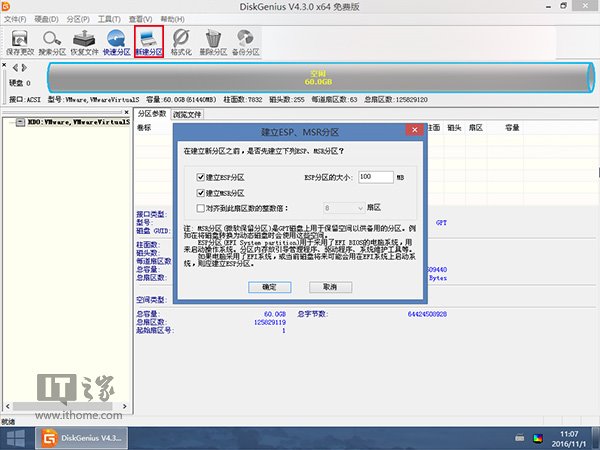 DiskGenius V4.3.0 x64 免费版
文件(F) 硬盘(D) 分区(P) 工具(T) 查看(V) 帮助(H)
保存更改 搜索分区 恢复文件 快速分区 新建分区 格式化 删除分区 备份分区
空闲
60.0GB
硬盘 0
接口:ACSI 型号:VMware,VMwareVirtualS 容量:60.0GB(61440MB) 柱面数:7832 磁头数:255 每道扇区数:63 总扇区数:125829120
HD0:VMware,VMwareVirtualS
分区参数 浏览文件
卷标 柱面 磁头 扇区 容量
建立ESP、MSR分区
在建立新分区之前,是否先建立下列ESP、MSR分区?
建立ESP分区 ESP分区的大小: 100 MB
建立MSR分区
对齐到此扇区数的整数倍: 8 扇区
注: MSR分区(微软保留分区)是GPT磁盘上用于保留空间以供备用的分区。例
如在将磁盘转换为动态磁盘时会使用这些空间。
ESP分区(EFI System partition)用于采用了EFI BIOS的电脑系统,用
来启动操作系统。分区内存放引导管理程序、驱动程序、系统维护工具等。
如果电脑采用了EFI系统,或当前磁盘将来可能会用在EFI系统上启动系
统,则应建立ESP分区。
确定 取消
接口类型:
型号: GPT
磁盘 GUID:
柱面数:
磁头数:
每道扇区数
总容量: 09440
总扇区数: Bytes
空间类型:
总容量: 60.0GB 总字节数: 64424508928
总扇区数: 125829119
起始扇区号: 1
IT之家
www.ithome.com
就绪
DiskGenius V4.3...
11:07
2016/11/1